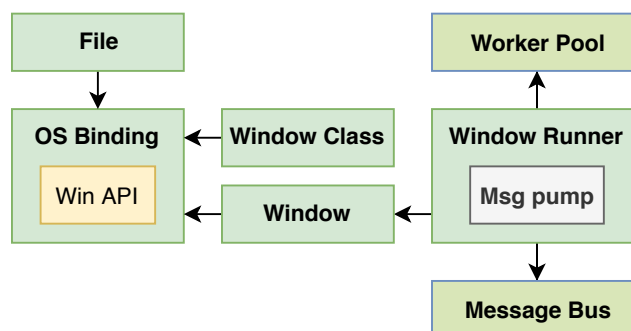 File
Worker Pool
OS Binding
Window Class
Window Runner
Win API
Window
Msg pump
Message Bus